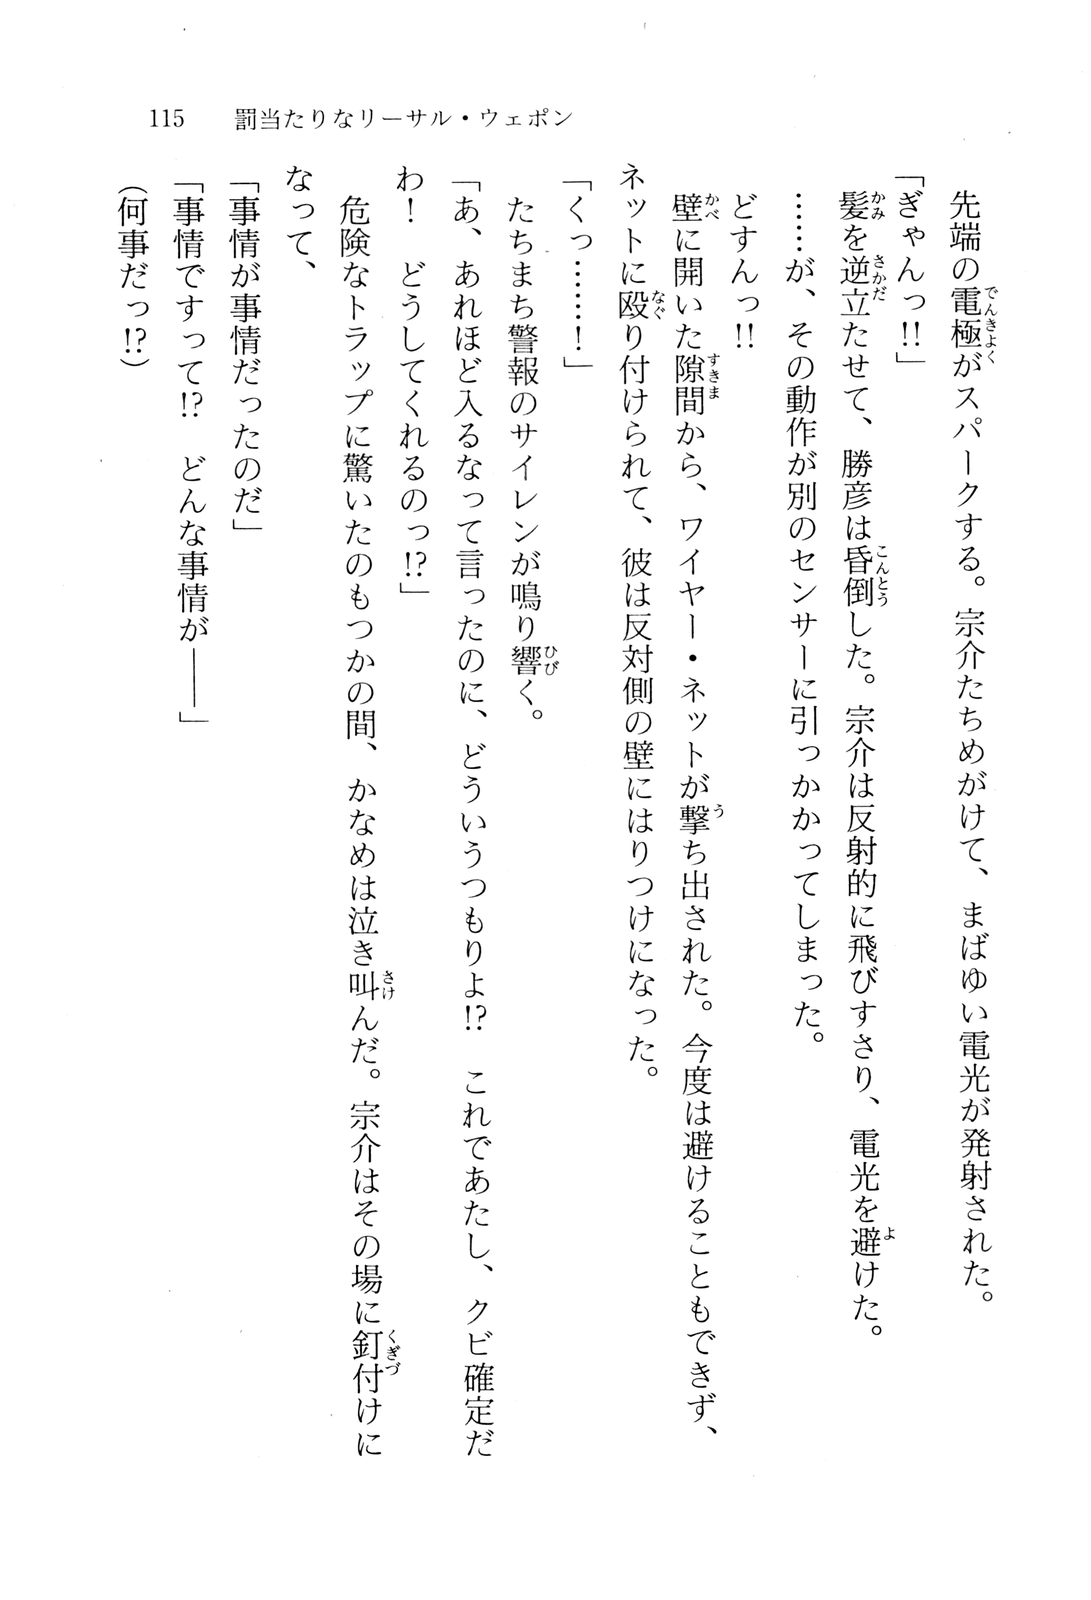 115　罰当たりなリーサル・ウェポン
　先端の電極がスパークする。宗介たちめがけて、まばゆい電光が発射された。
「ぎゃんっ!!」
　髪を逆立たせて、勝彦は昏倒した。宗介は反射的に飛びすさり、電光を避けた。
　……が、その動作が別のセンサーに引っかかってしまった。
　どすんっ!!
　壁に開いた隙間から、ワイヤー・ネットが撃ち出された。今度は避けることもできず、
ネットに殴り付けられて、彼は反対側の壁にはりつけになった。
「くっ……！」
　たちまち警報のサイレンが鳴り響く。
「あ、あれほど入るなって言ったのに、どういうつもりよ!?　これであたし、クビ確定だ
わ！　どうしてくれるのっ!?」
　危険なトラップに驚いたのもつかの間、かなめは泣き叫んだ。宗介はその場に釘付けに
なって、
「事情が事情だったのだ」
「事情ですって!?　どんな事情が――」
（何事だっ!?）